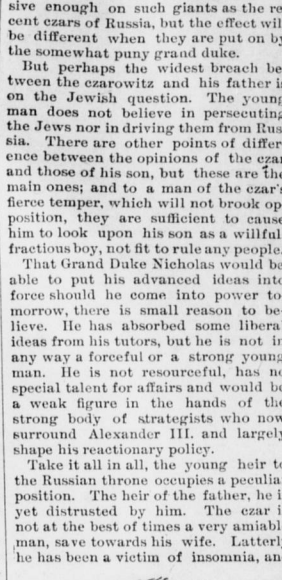 sive enough on such giants as the re
cent czars of Russia, but the effect wil
be different when they are put on by
the somewhat puny grand duke.
But perhaps the widest breach be
tween the czarowitz and his father i
on the Jewish question. The young
man does not believe in persecuting
the Jews nor in driving them from Rus
sia. There are other points of differ
ence between the opinions of the czar
and those of his son, but these are the
main ones; and to a man of the czar's
fierce temper, which will not brook op
position, they are sufficient to cause
him to look upon his son as a willful
fractious boy, not fit to rule any people.
That Grand Duke Nicholas would be
able to put his advanced ideas into
force should he come into power to
morrow, there is small reason to be
lieve. He has absorbed some libera
ideas from his tutors, but he is not in
any way a forceful or a strong young
man. He is not resourceful, has no
special talent for affairs and would be
a weak figure in the hands of the
strong body of strategists who now
surround Alexander III. and largely
shape his reactionary policy.
Take it all in all, the young heir to
the Russian throne occupies a peculia
position. The heir of the father, he i
yet distrusted by him. The czar i
not at the best of times a very amiabl
man, save towards his wife. Latterl
he has been a victim of insomnia, an